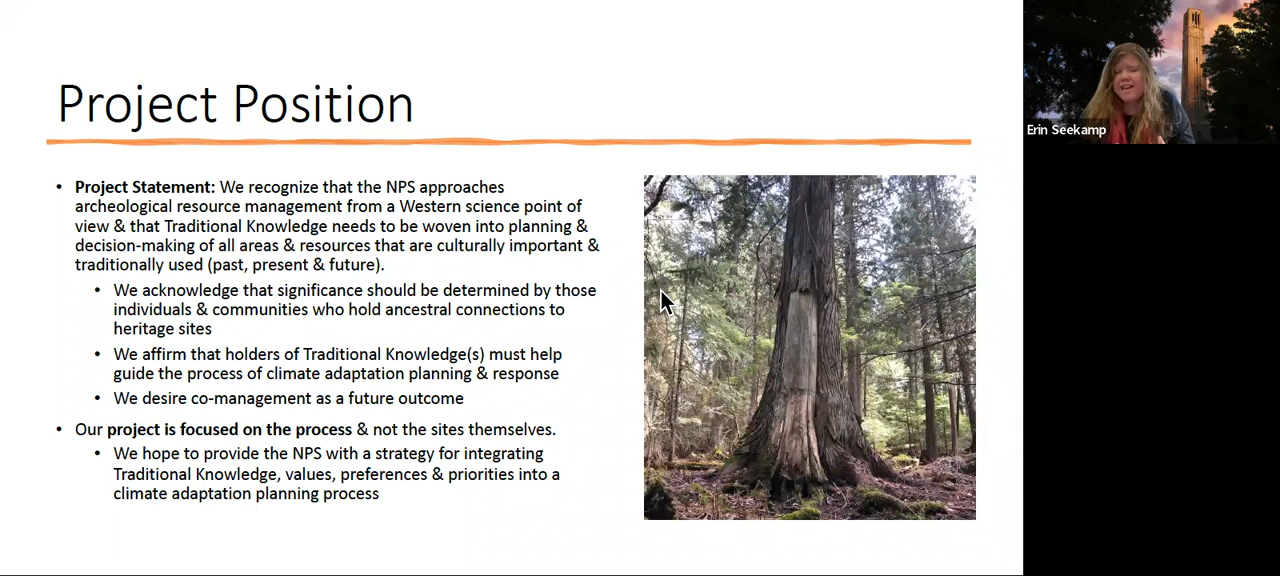 Project Position
• Project Statement: We recognize that the NPS approaches
archeological resource management from a Western science point of
view & that Traditional Knowledge needs to be woven into planning &
decision-making of all areas & resources that are culturally important &
traditionally used (past, present & future).
• We acknowledge that significance should be determined by those
individuals & communities who hold ancestral connections to
heritage sites
• We affirm that holders of Traditional Knowledge(s) must help
guide the process of climate adaptation planning & response
• We desire co-management as a future outcome
• Our project is focused on the process & not the sites themselves.
• We hope to provide the NPS with a strategy for integrating
Traditional Knowledge, values, preferences & priorities into a
climate adaptation planning process
Erin Seekamp